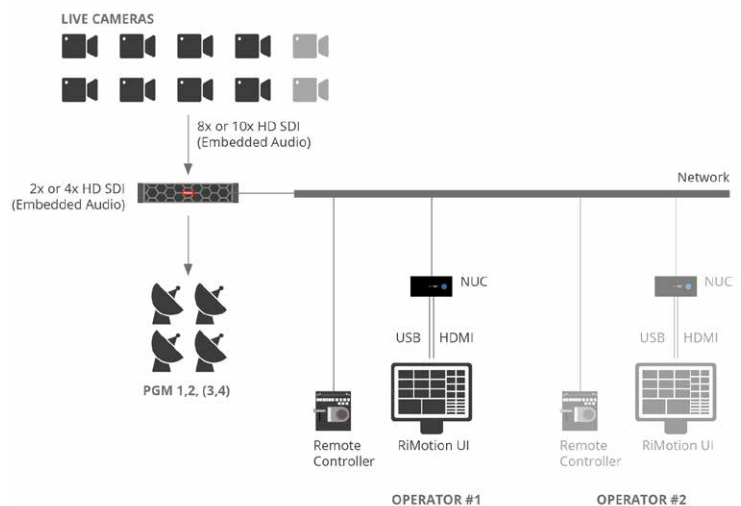 LIVE CAMERAS
8x or 10x HD SDI
(Embedded Audio)
2x or 4x HD SDI
(Embedded Audio)
Network
NUC
NUC
USB
HDMI
USB
HDMI
PGM 1,2, (3,4)
Remote
Controller
RiMotion UI
Remote
Controller
RiMotion UI
OPERATOR #1
OPERATOR #2